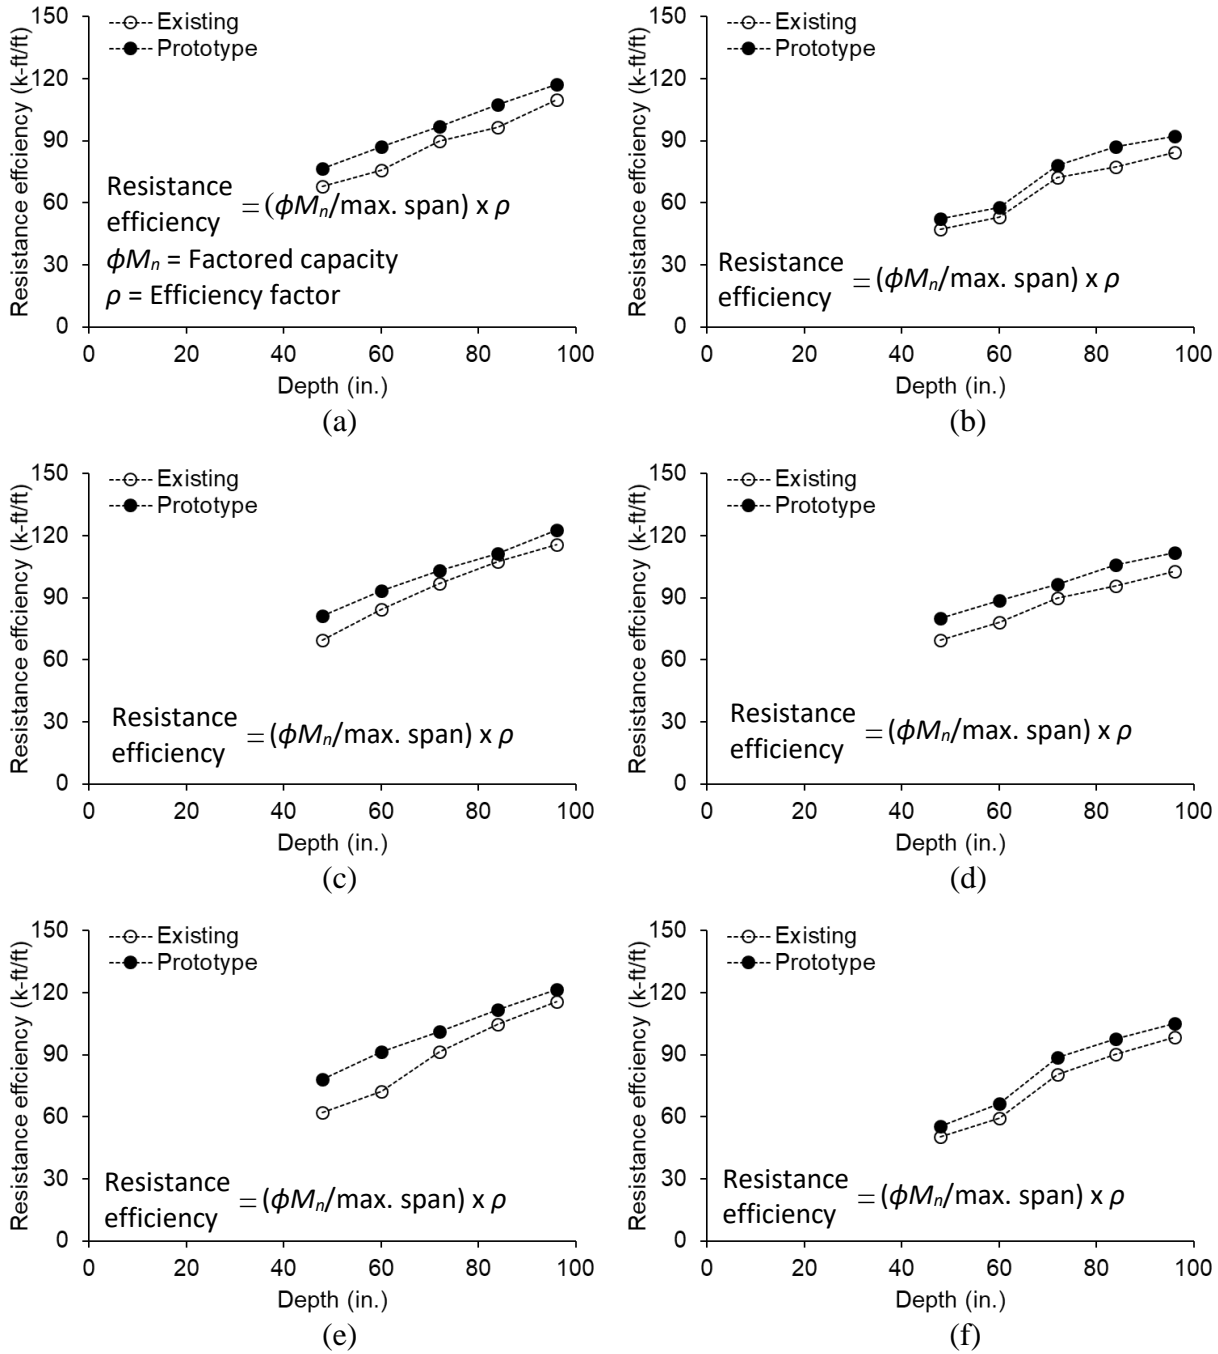 Resistance effciency (k-ft/ft)
150
120
90
60
30
0
Existing
Prototype
Resistance
efficiency = (ϕMn/max. span) x ρ
ϕMn = Factored capacity
ρ = Efficiency factor
0 20 40 60 80 100
Depth (in.)
(a)
Resistance effciency (k-ft/ft)
150
120
90
60
30
0
Existing
Prototype
Resistance
efficiency = (ϕMn/max. span) x ρ
0 20 40 60 80 100
Depth (in.)
(b)
Resistance effciency (k-ft/ft)
150
120
90
60
30
0
Existing
Prototype
Resistance
efficiency = (ϕMn/max. span) x ρ
0 20 40 60 80 100
Depth (in.)
(c)
Resistance effciency (k-ft/ft)
150
120
90
60
30
0
Existing
Prototype
Resistance
efficiency = (ϕMn/max. span) x ρ
0 20 40 60 80 100
Depth (in.)
(d)
Resistance effciency (k-ft/ft)
150
120
90
60
30
0
Existing
Prototype
Resistance
efficiency = (ϕMn/max. span) x ρ
0 20 40 60 80 100
Depth (in.)
(e)
Resistance effciency (k-ft/ft)
150
120
90
60
30
0
Existing
Prototype
Resistance
efficiency = (ϕMn/max. span) x ρ
0 20 40 60 80 100
Depth (in.)
(f)